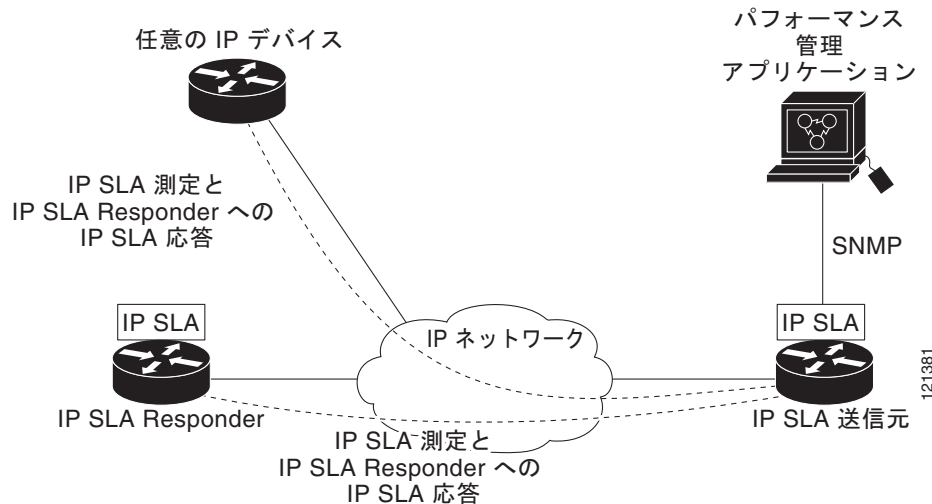 パフォーマンス
管理
アプリケーション
任意の IP デバイス
IP SLA 測定と
IP SLA Responder への
IP SLA 応答
SNMP
IP SLA
IP ネットワーク
IP SLA
IP SLA Responder
IP SLA 送信元
121381
IP SLA 測定と
IP SLA Responder への
IP SLA 応答